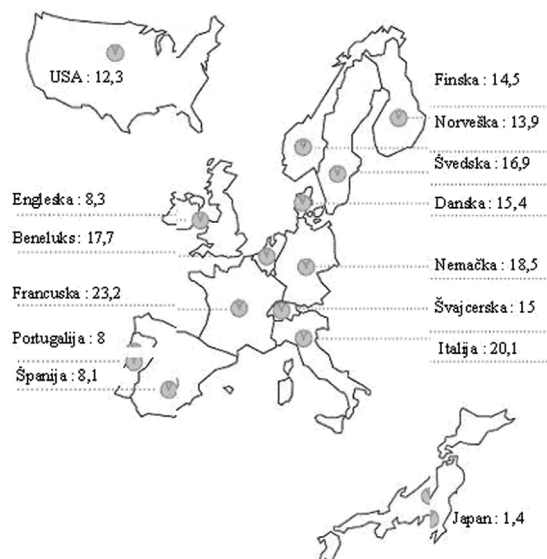 USA : 12,3
Finska : 14,5
Norveška : 13,9
Švedska : 16,9
Engleska : 8,3
Danska : 15,4
Beneluks : 17,7
Nemačka : 18,5
Francuska : 23,2
Švajcerska : 15
Portugalija : 8
Italija : 20,1
Španija : 8,1
Japan : 1,4